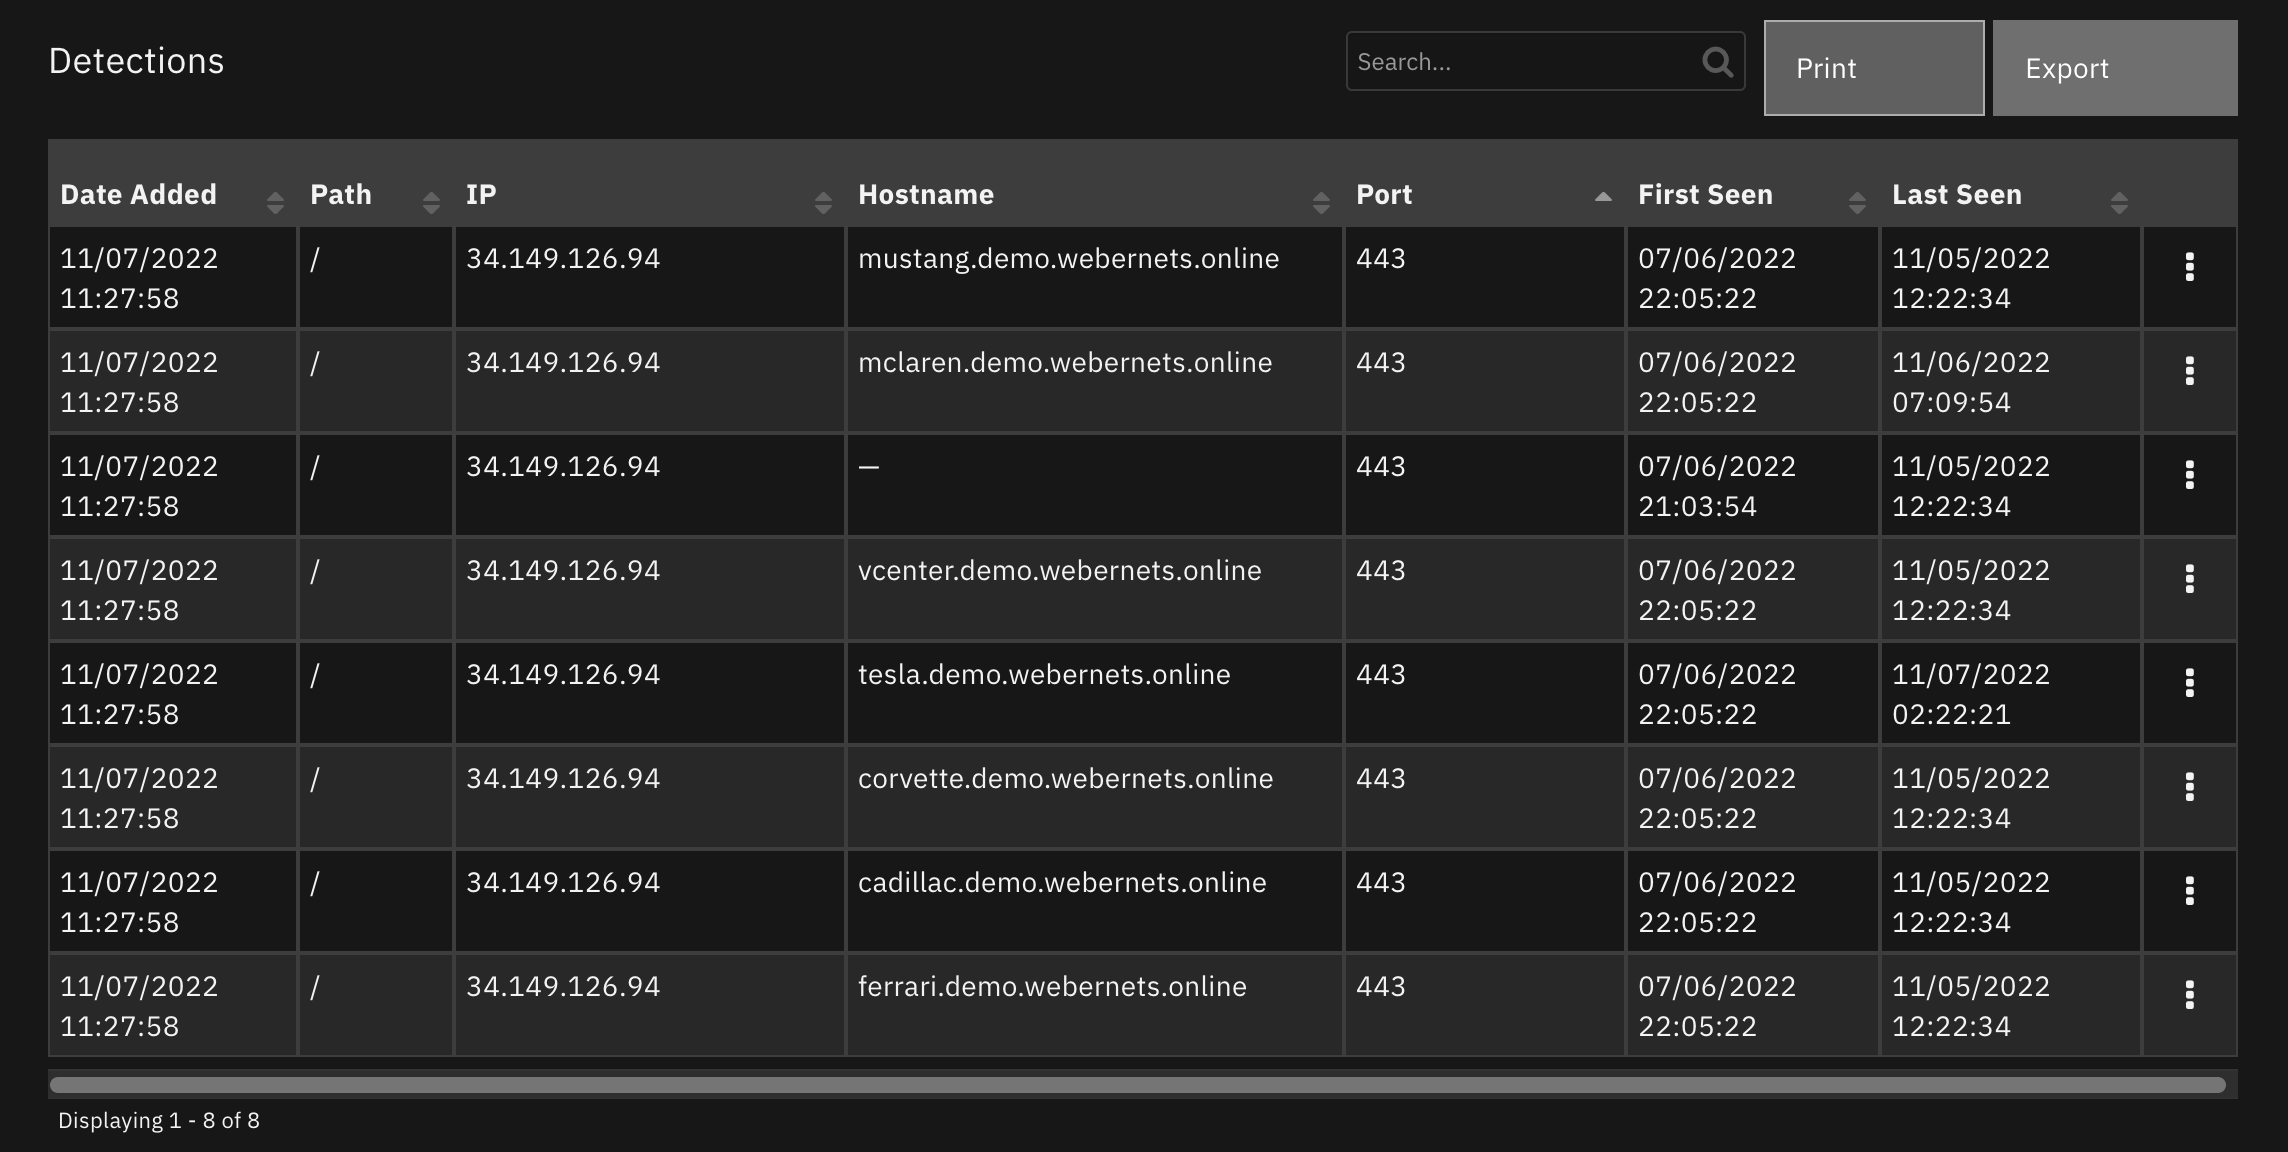 Detections
Search...
Print
Export
Date Added Path IP Hostname Port First Seen Last Seen
11/07/2022 / 34.149.126.94 mustang.demo.webernets.online 443 07/06/2022 11/05/2022
11:27:58 22:05:22 12:22:34
11/07/2022 / 34.149.126.94 mclaren.demo.webernets.online 443 07/06/2022 11/06/2022
11:27:58 22:05:22 07:09:54
11/07/2022 / 34.149.126.94 — 443 07/06/2022 11/05/2022
11:27:58 21:03:54 12:22:34
11/07/2022 / 34.149.126.94 vcenter.demo.webernets.online 443 07/06/2022 11/05/2022
11:27:58 22:05:22 12:22:34
11/07/2022 / 34.149.126.94 tesla.demo.webernets.online 443 07/06/2022 11/07/2022
11:27:58 22:05:22 02:22:21
11/07/2022 / 34.149.126.94 corvette.demo.webernets.online 443 07/06/2022 11/05/2022
11:27:58 22:05:22 12:22:34
11/07/2022 / 34.149.126.94 cadillac.demo.webernets.online 443 07/06/2022 11/05/2022
11:27:58 22:05:22 12:22:34
11/07/2022 / 34.149.126.94 ferrari.demo.webernets.online 443 07/06/2022 11/05/2022
11:27:58 22:05:22 12:22:34
Displaying 1 - 8 of 8